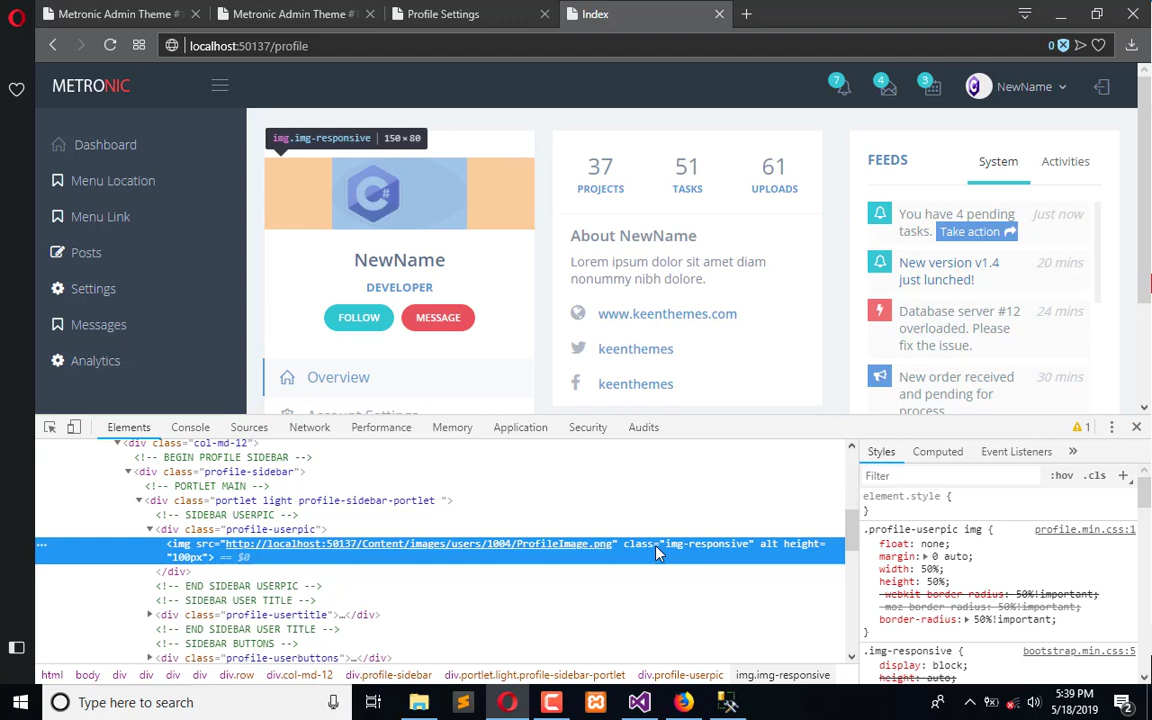 Metronic Admin Theme #1
Metronic Admin Theme #
Profile Settings
Index
localhost:50137/profile
0
METRONIC
7
4
3
NewName
Dashboard
Menu Location
Menu Link
Posts
Settings
Messages
Analytics
img.img-responsive | 150×80
C#
NewName
DEVELOPER
FOLLOW
MESSAGE
Overview
Account Settings
37
51
61
PROJECTS
TASKS
UPLOADS
About NewName
Lorem ipsum dolor sit amet diam
nonummy nibh dolore.
www.keenthemes.com
keenthemes
keenthemes
FEEDS
System
Activities
You have 4 pending
tasks. Take action
Just now
New version v1.4
just lunched!
20 mins
Database server #12
overloaded. Please
fix the issue.
24 mins
New order received
and pending for
process.
30 mins
Elements
Console
Sources
Network
Performance
Memory
Application
Security
Audits
1
<div class="col-md-12">
<!-- BEGIN PROFILE SIDEBAR -->
<div class="profile-sidebar">
<!-- PORTLET MAIN -->
<div class="portlet light profile-sidebar-portlet ">
<!-- SIDEBAR USERPIC -->
<div class="profile-userpic">
<img src="http://localhost:50137/Content/images/users/1004/ProfileImage.png" class="img-responsive" alt height=
"100px"> == $0
</div>
<!-- END SIDEBAR USERPIC -->
<!-- SIDEBAR USER TITLE -->
<div class="profile-usertitle">…</div>
<!-- END SIDEBAR USER TITLE -->
<!-- SIDEBAR BUTTONS -->
<div class="profile-userbuttons">…</div>
html body div div div div.row div.col-md-12 div.profile-sidebar div.portlet.light.profile-sidebar-portlet div.profile-userpic img.img-responsive
Styles
Computed
Event Listeners
Filter
:hov .cls
element.style {
}
.profile-userpic img {
profile.min.css:1
float: none;
margin: 0 auto;
width: 50%;
height: 50%;
-webkit-border-radius: 50%!important;
-moz-border-radius: 50%!important;
border-radius: 50%!important;
}
.img-responsive {
bootstrap.min.css:5
display: block;
height: auto;
Type here to search
5:39 PM
5/18/2019
2